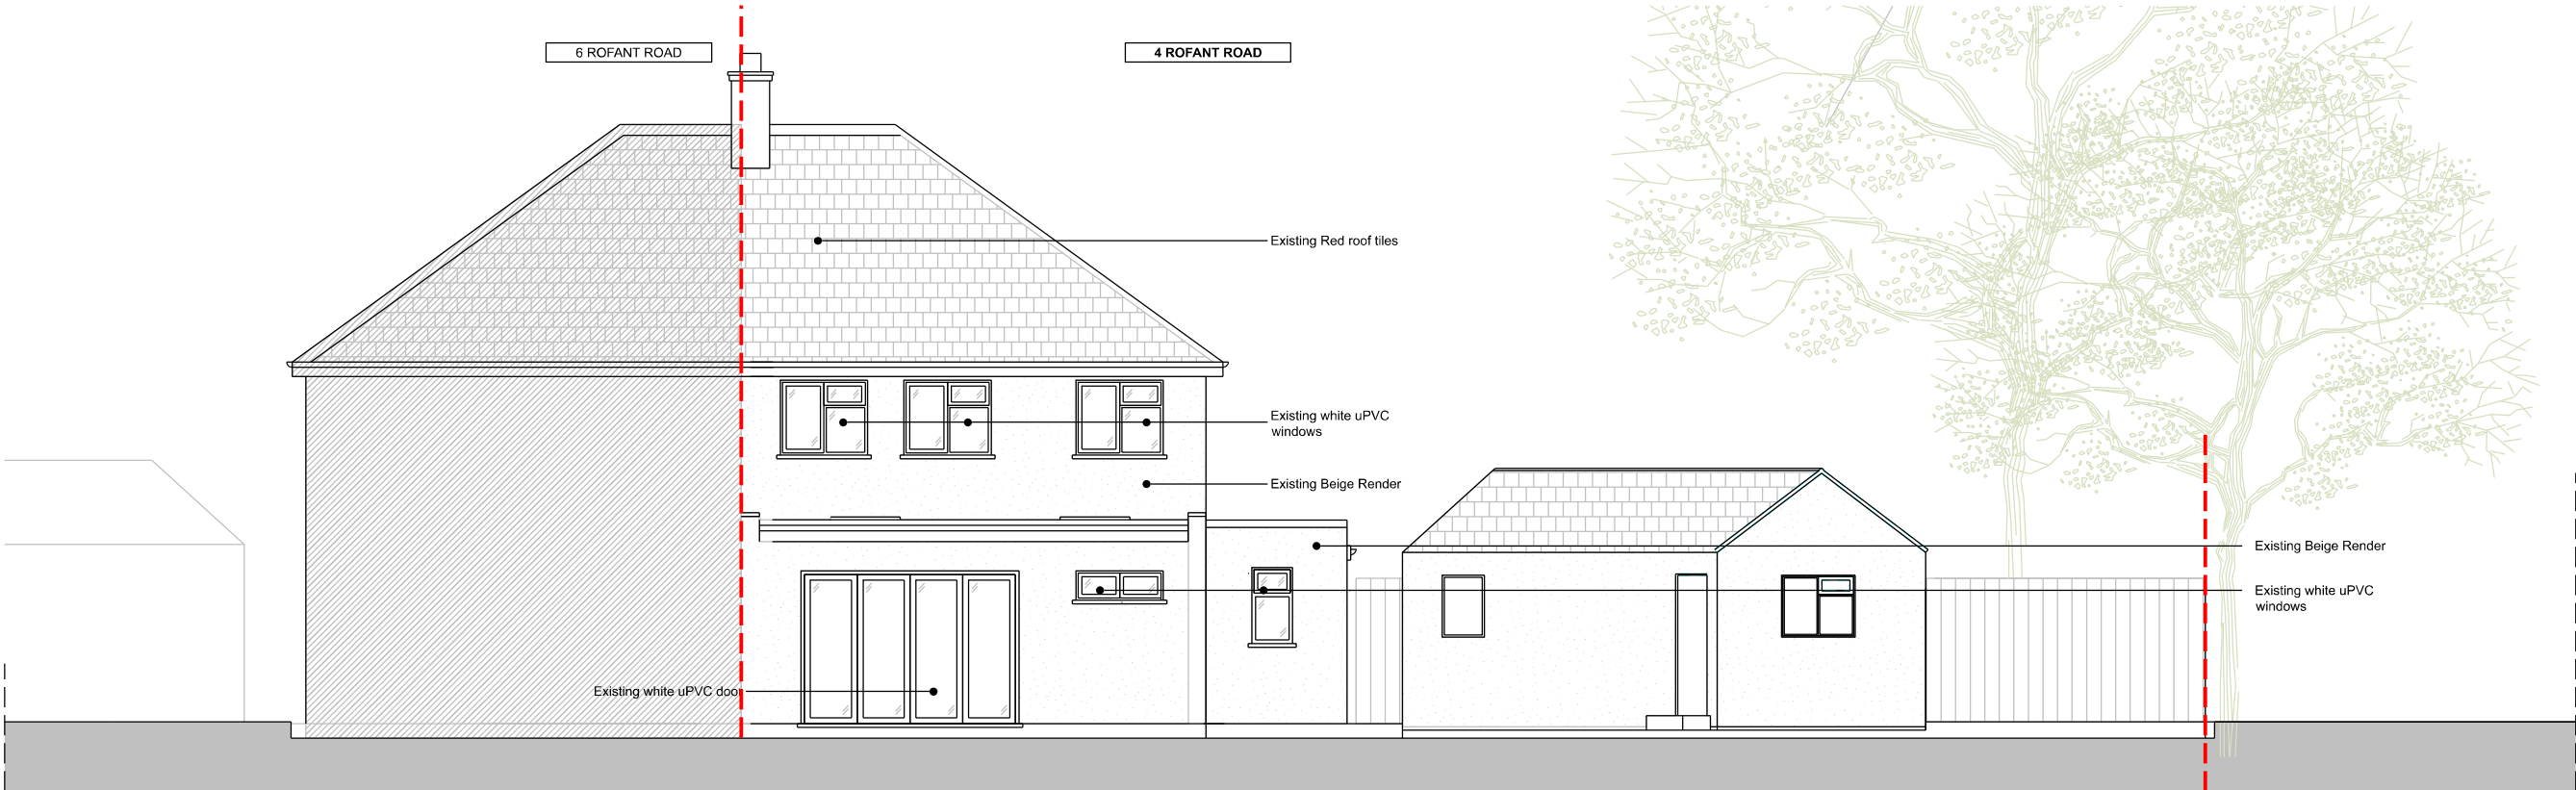 6 ROFANT ROAD
4 ROFANT ROAD
Existing Red roof tiles
Existing white uPVC
windows
Existing Beige Render
Existing Beige Render
Existing white uPVC
windows
Existing white uPVC door